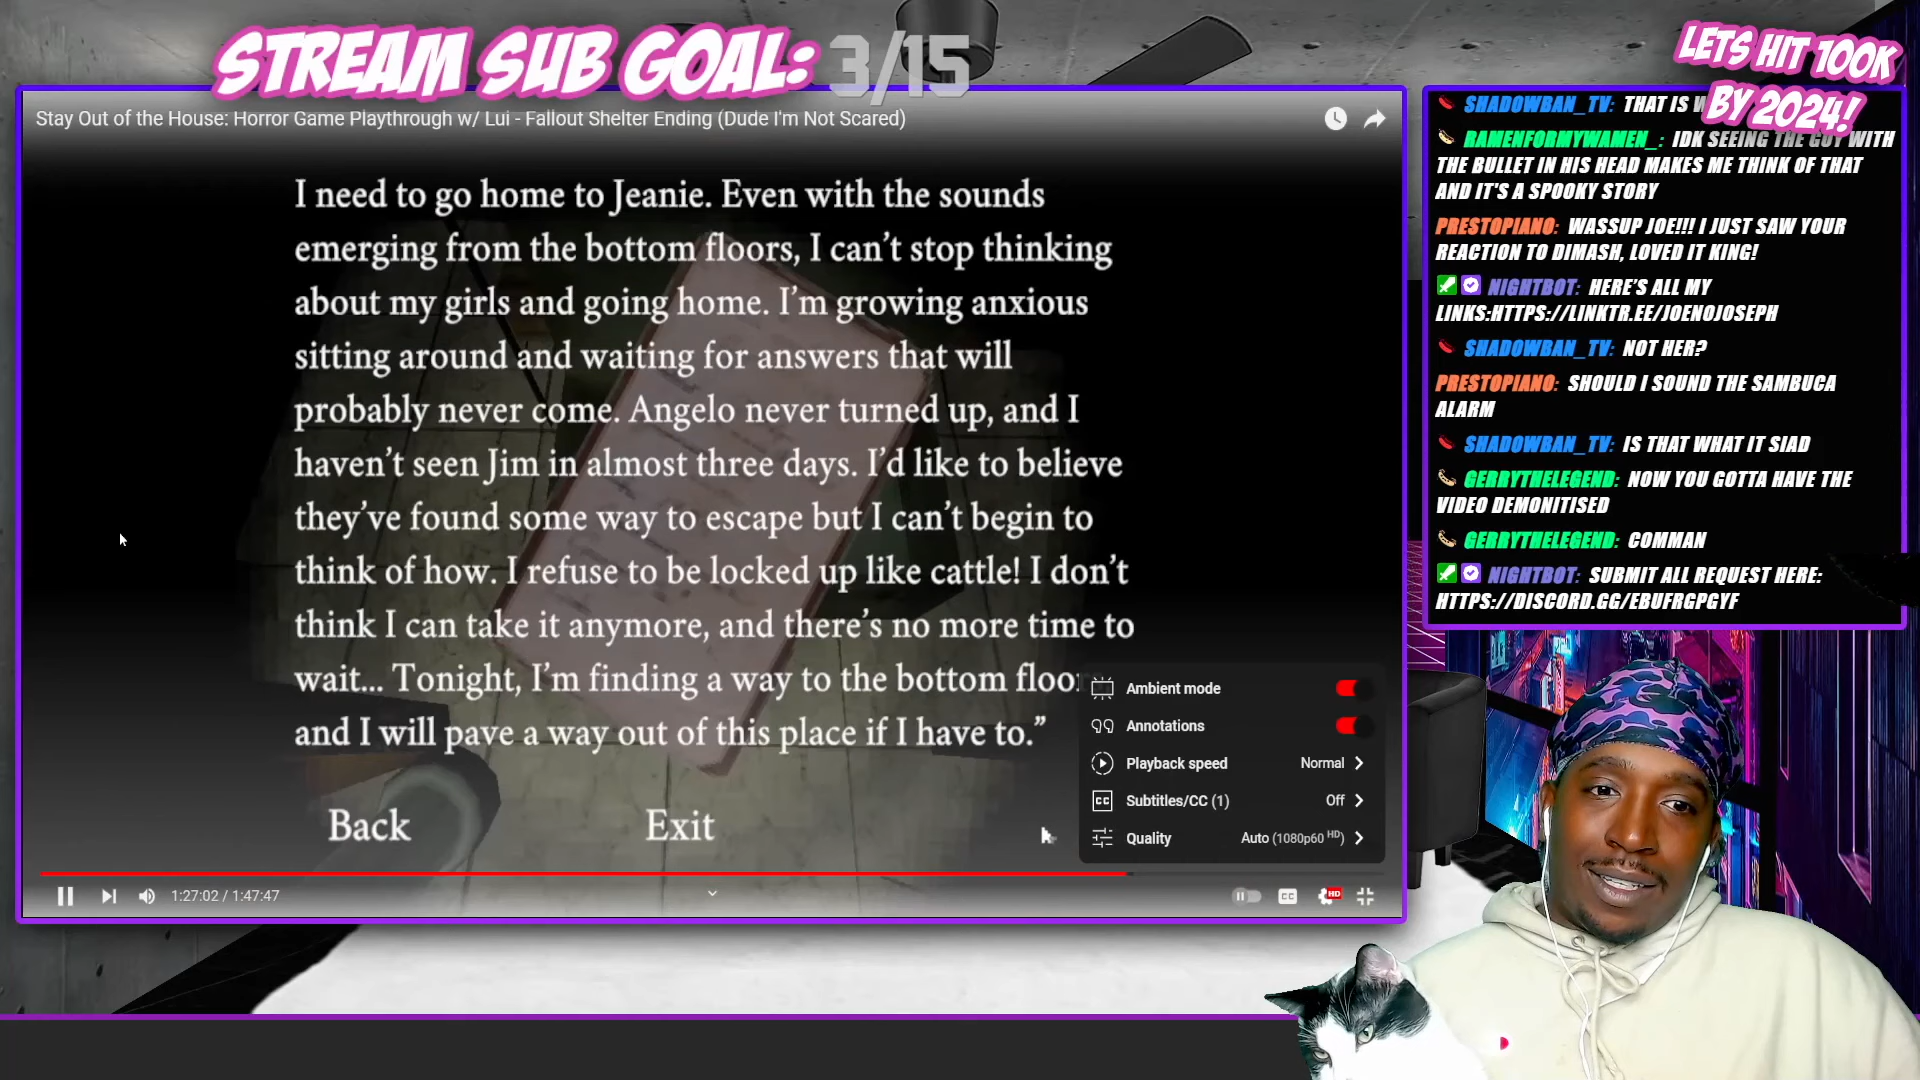 STREAM SUB GOAL: 3/15
LETS HIT 100K
BY 2024!
Stay Out of the House: Horror Game Playthrough w/ Lui - Fallout Shelter Ending (Dude I'm Not Scared)
I need to go home to Jeanie. Even with the sounds
emerging from the bottom floors, I can't stop thinking
about my girls and going home. I'm growing anxious
sitting around and waiting for answers that will
probably never come. Angelo never turned up, and I
haven't seen Jim in almost three days. I'd like to believe
they've found some way to escape but I can't begin to
think of how. I refuse to be locked up like cattle! I don't
think I can take it anymore, and there's no more time to
wait... Tonight, I'm finding a way to the bottom
and I will pave a way out of this place if I have to.”
Back Exit
Ambient mode
Annotations
Playback speed Normal
Subtitles/CC (1) Off
Quality Auto (1080p60 HD)
1:27:02 / 1:47:47
CC
HD
SHADOWBAN_TV: THAT IS
RAMENFORMYWAMEN_: IDK SEEING THE GUY WITH
THE BULLET IN HIS HEAD MAKES ME THINK OF THAT
AND IT'S A SPOOKY STORY
PRESTOPIANO: WASSUP JOE!!! I JUST SAW YOUR
REACTION TO DIMASH, LOVED IT KING!
NIGHTBOT: HERE'S ALL MY
LINKS:HTTPS://LINKTR.EE/JOENOJOSEPH
SHADOWBAN_TV: NOT HER?
PRESTOPIANO: SHOULD I SOUND THE SAMBUCA
ALARM
SHADOWBAN_TV: IS THAT WHAT IT SIAD
GERRYTHELEGEND: NOW YOU GOTTA HAVE THE
VIDEO DEMONITISED
GERRYTHELEGEND: COMMAN
NIGHTBOT: SUBMIT ALL REQUEST HERE:
HTTPS://DISCORD.GG/EBUFRGPGYF